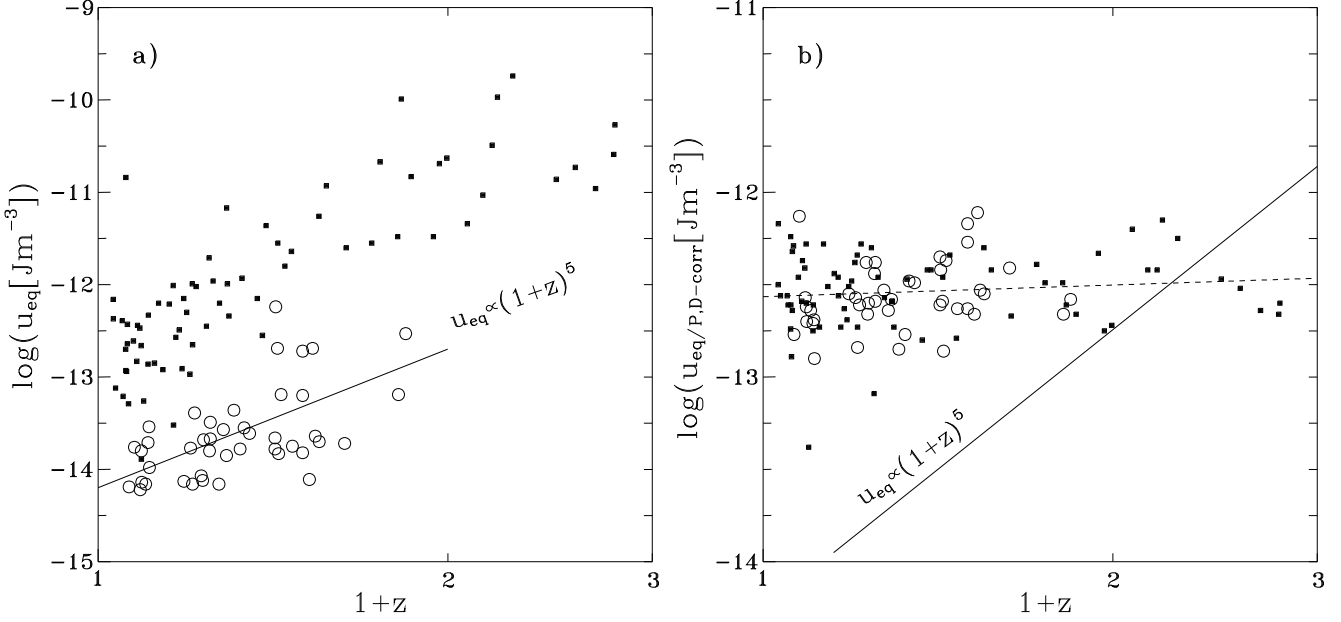 a)
−9
−10
−11
−12
−13
−14
−15
log(u_eq[Jm^−3])
u_eq∝(1+z)^5
1
2
3
1+z
b)
−11
−12
−13
−14
log(u_eq/P,D−corr[Jm^−3])
u_eq∝(1+z)^5
1
2
3
1+z